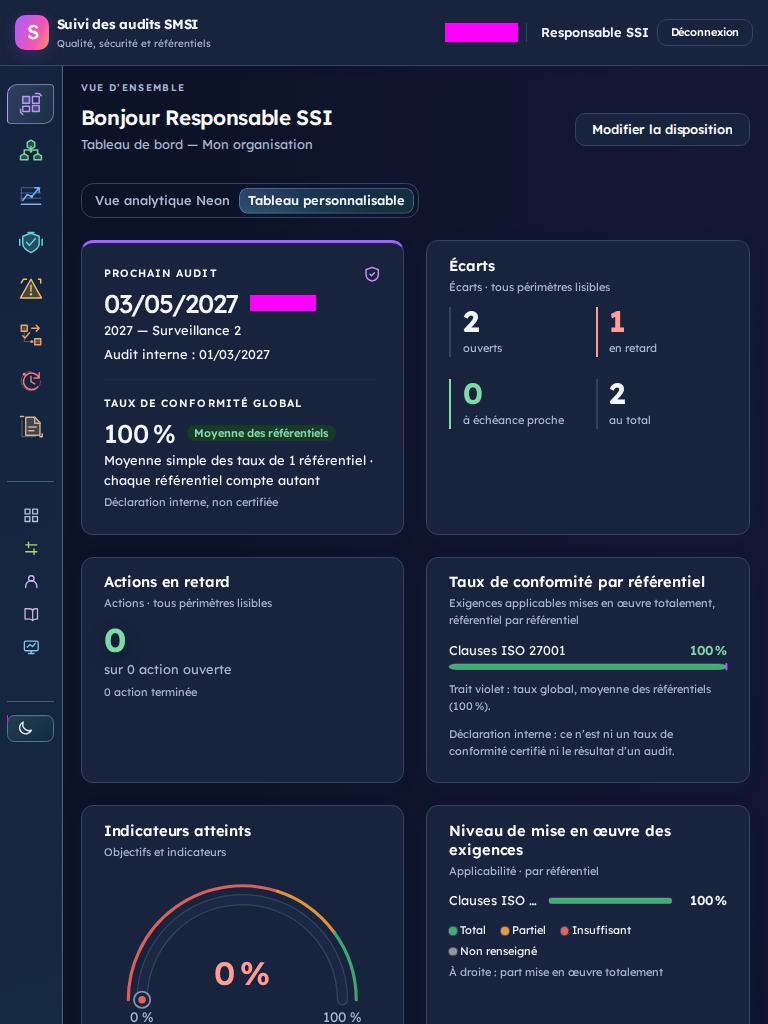 S
Suivi des audits SMSI
Qualité, sécurité et référentiels
Responsable SSI
Déconnexion
VUE D'ENSEMBLE
Bonjour Responsable SSI
Tableau de bord — Mon organisation
Modifier la disposition
Vue analytique Neon
Tableau personnalisable
PROCHAIN AUDIT
03/05/2027
2027 — Surveillance 2
Audit interne : 01/03/2027
TAUX DE CONFORMITÉ GLOBAL
100 %
Moyenne des référentiels
Moyenne simple des taux de 1 référentiel ·
chaque référentiel compte autant
Déclaration interne, non certifiée
Écarts
Écarts · tous périmètres lisibles
2
ouverts
1
en retard
0
à échéance proche
2
au total
Actions en retard
Actions · tous périmètres lisibles
0
sur 0 action ouverte
0 action terminée
Taux de conformité par référentiel
Exigences applicables mises en œuvre totalement,
référentiel par référentiel
Clauses ISO 27001
100 %
Trait violet : taux global, moyenne des référentiels
(100 %).
Déclaration interne : ce n'est ni un taux de
conformité certifié ni le résultat d'un audit.
Indicateurs atteints
Objectifs et indicateurs
0 %
0 %
100 %
Niveau de mise en œuvre des
exigences
Applicabilité · par référentiel
Clauses ISO ...
100 %
Total
Partiel
Insuffisant
Non renseigné
À droite : part mise en œuvre totalement